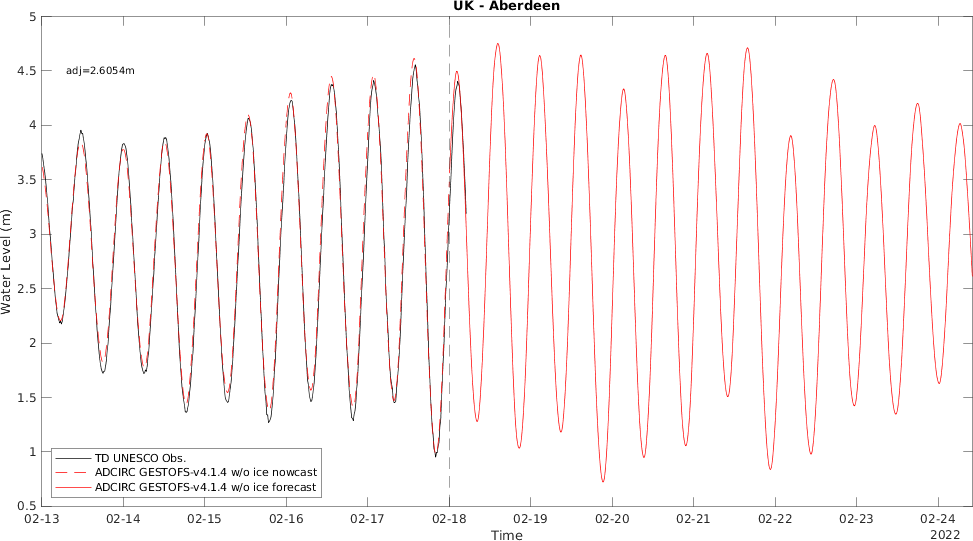 UK - Aberdeen
5
4.5
4
3.5
3
2.5
2
1.5
1
0.5
Water Level (m)
adj=2.6054m
TD UNESCO Obs.
ADCIRC GESTOFS-v4.1.4 w/o ice nowcast
ADCIRC GESTOFS-v4.1.4 w/o ice forecast
02-13 02-14 02-15 02-16 02-17 02-18 02-19 02-20 02-21 02-22 02-23 02-24
Time
2022